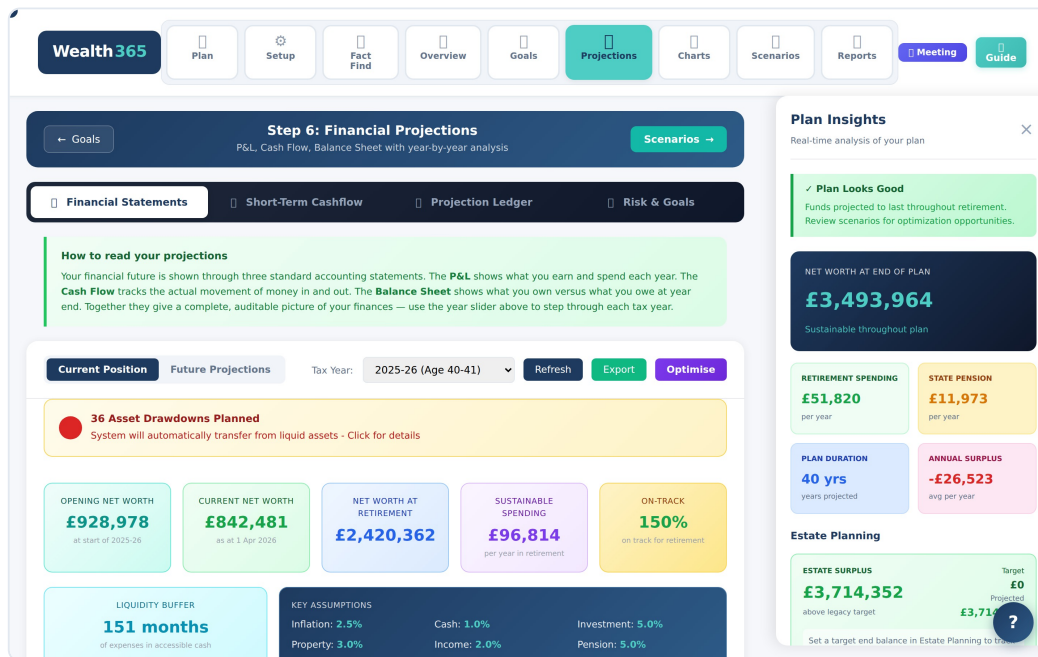 Wealth365
Plan
Setup
Fact
Find
Overview
Goals
Projections
Charts
Scenarios
Reports
Meeting
Guide
← Goals
Step 6: Financial Projections
P&L, Cash Flow, Balance Sheet with year-by-year analysis
Scenarios →
Financial Statements
Short-Term Cashflow
Projection Ledger
Risk & Goals
How to read your projections
Your financial future is shown through three standard accounting statements. The P&L shows what you earn and spend each year. The
Cash Flow tracks the actual movement of money in and out. The Balance Sheet shows what you own versus what you owe at year
end. Together they give a complete, auditable picture of your finances — use the year slider above to step through each tax year.
Current Position
Future Projections
Tax Year:
2025-26 (Age 40-41)
Refresh
Export
Optimise
36 Asset Drawdowns Planned
System will automatically transfer from liquid assets - Click for details
OPENING NET WORTH
£928,978
at start of 2025-26
CURRENT NET WORTH
£842,481
as at 1 Apr 2026
NET WORTH AT
RETIREMENT
£2,420,362
SUSTAINABLE
SPENDING
£96,814
per year in retirement
ON-TRACK
150%
on track for retirement
LIQUIDITY BUFFER
151 months
of expenses in accessible cash
KEY ASSUMPTIONS
Inflation: 2.5%
Cash: 1.0%
Investment: 5.0%
Property: 3.0%
Income: 2.0%
Pension: 5.0%
Plan Insights
Real-time analysis of your plan
✓ Plan Looks Good
Funds projected to last throughout retirement.
Review scenarios for optimization opportunities.
NET WORTH AT END OF PLAN
£3,493,964
Sustainable throughout plan
RETIREMENT SPENDING
£51,820
per year
STATE PENSION
£11,973
per year
PLAN DURATION
40 yrs
years projected
ANNUAL SURPLUS
-£26,523
avg per year
Estate Planning
ESTATE SURPLUS
£3,714,352
above legacy target
Target
£0
Projected
£3,714
Set a target end balance in Estate Planning to
?